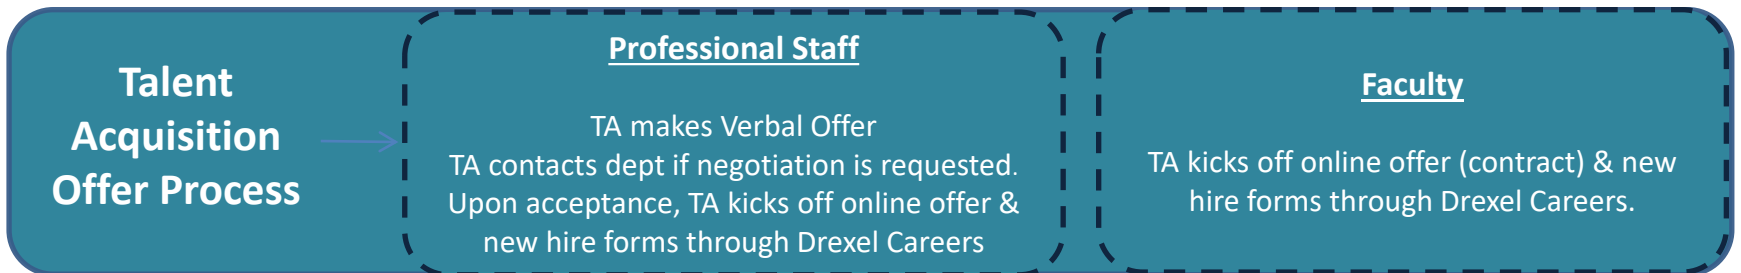 Talent
Acquisition
Offer Process
Professional Staff
TA makes Verbal Offer
TA contacts dept if negotiation is requested.
Upon acceptance, TA kicks off online offer &
new hire forms through Drexel Careers
Faculty
TA kicks off online offer (contract) & new
hire forms through Drexel Careers.